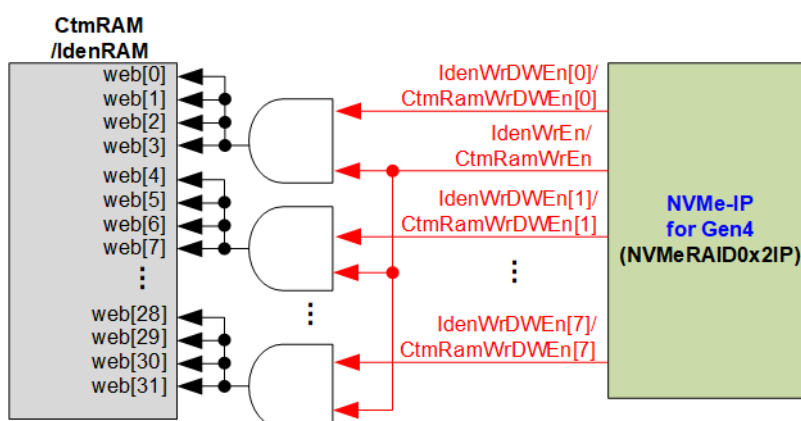 CtmRAM
/IdenRAM
web[0]
web[1]
web[2]
web[3]
web[4]
web[5]
web[6]
web[7]
web[28]
web[29]
web[30]
web[31]
IdenWrDWEn[0]/
CtmRamWrDWEn[0]
IdenWrEn/
CtmRamWrEn
IdenWrDWEn[1]/
CtmRamWrDWEn[1]
IdenWrDWEn[7]/
CtmRamWrDWEn[7]
NVMe-IP
for Gen4
(NVMeRAID0x2IP)